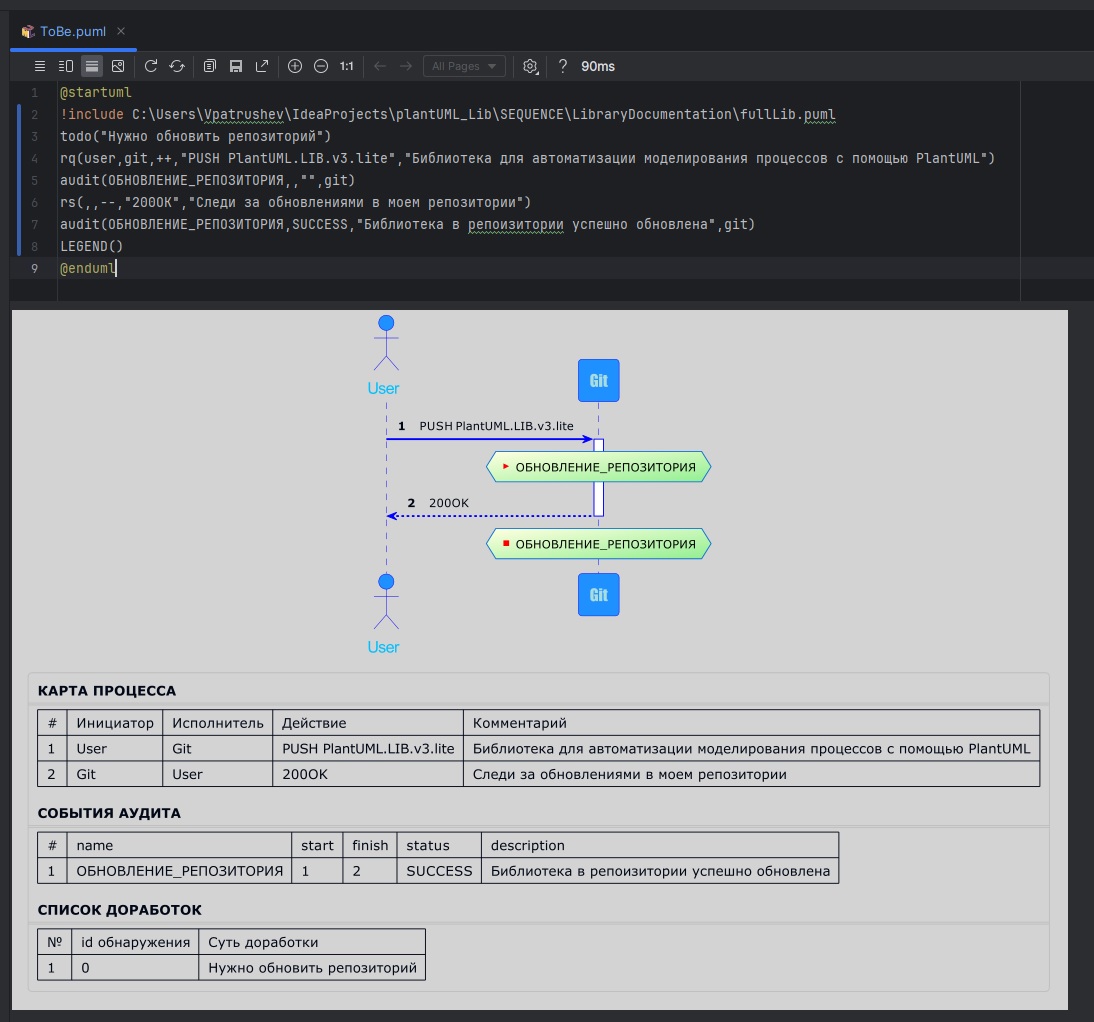 ToBe.puml
1:1
All Pages
?
90ms
1 @startuml
2 !include C:\Users\Vpatrushev\IdeaProjects\plantUML_Lib\SEQUENCE\LibraryDocumentation\fullLib.puml
3 todo("Нужно обновить репозиторий")
4 rq(user,git,++,"PUSH PlantUML.LIB.v3.lite","Библиотека для автоматизации моделирования процессов с помощью PlantUML")
5 audit(ОБНОВЛЕНИЕ_РЕПОЗИТОРИЯ,,"",git)
6 rs(,,--,"200OK","Следи за обновлениями в моем репозитории")
7 audit(ОБНОВЛЕНИЕ_РЕПОЗИТОРИЯ,SUCCESS,"Библиотека в репоизитории успешно обновлена",git)
8 LEGEND()
9 @enduml
User
Git
1 PUSH PlantUML.LIB.v3.lite
ОБНОВЛЕНИЕ_РЕПОЗИТОРИЯ
2 200OK
ОБНОВЛЕНИЕ_РЕПОЗИТОРИЯ
Git
User
КАРТА ПРОЦЕССА
# Инициатор Исполнитель Действие Комментарий
1 User Git PUSH PlantUML.LIB.v3.lite Библиотека для автоматизации моделирования процессов с помощью PlantUML
2 Git User 200OK Следи за обновлениями в моем репозитории
СОБЫТИЯ АУДИТА
# name start finish status description
1 ОБНОВЛЕНИЕ_РЕПОЗИТОРИЯ 1 2 SUCCESS Библиотека в репоизитории успешно обновлена
СПИСОК ДОРАБОТОК
№ id обнаружения Суть доработки
1 0 Нужно обновить репозиторий